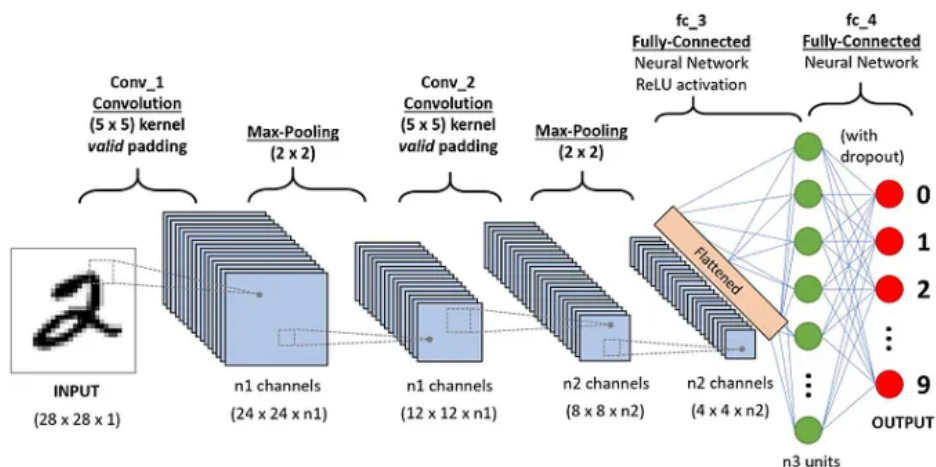 fc_3
Fully-Connected
Neural Network
ReLU activation
fc_4
Fully-Connected
Neural Network
Conv_1
Convolution
(5 x 5) kernel
valid padding
Max-Pooling
(2 x 2)
Conv_2
Convolution
(5 x 5) kernel
valid padding
Max-Pooling
(2 x 2)
(with
dropout)
Flattened
0
1
2
9
INPUT
(28 x 28 x 1)
n1 channels
(24 x 24 x n1)
n1 channels
(12 x 12 x n1)
n2 channels
(8 x 8 x n2)
n2 channels
(4 x 4 x n2)
OUTPUT
n3 units